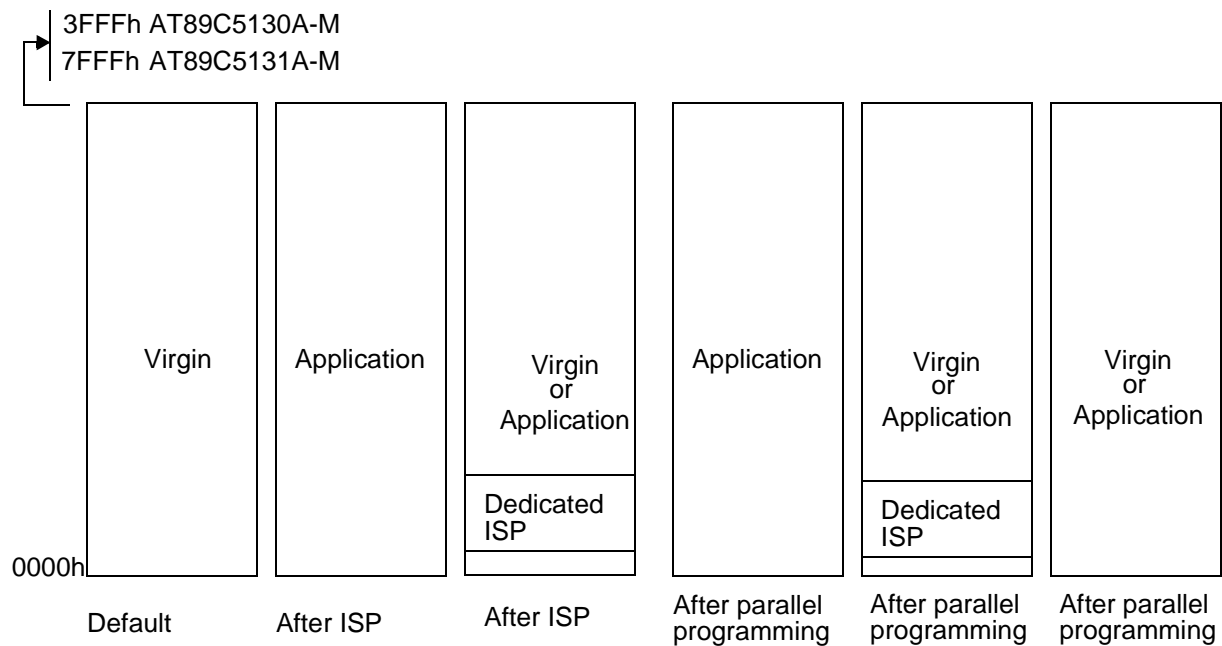 3FFFh AT89C5130A-M
7FFFh AT89C5131A-M
Virgin
Application
Virgin
or
Application
Dedicated
ISP
Application
Virgin
or
Application
Dedicated
ISP
Virgin
or
Application
0000h
Default
After ISP
After ISP
After parallel
programming
After parallel
programming
After parallel
programming